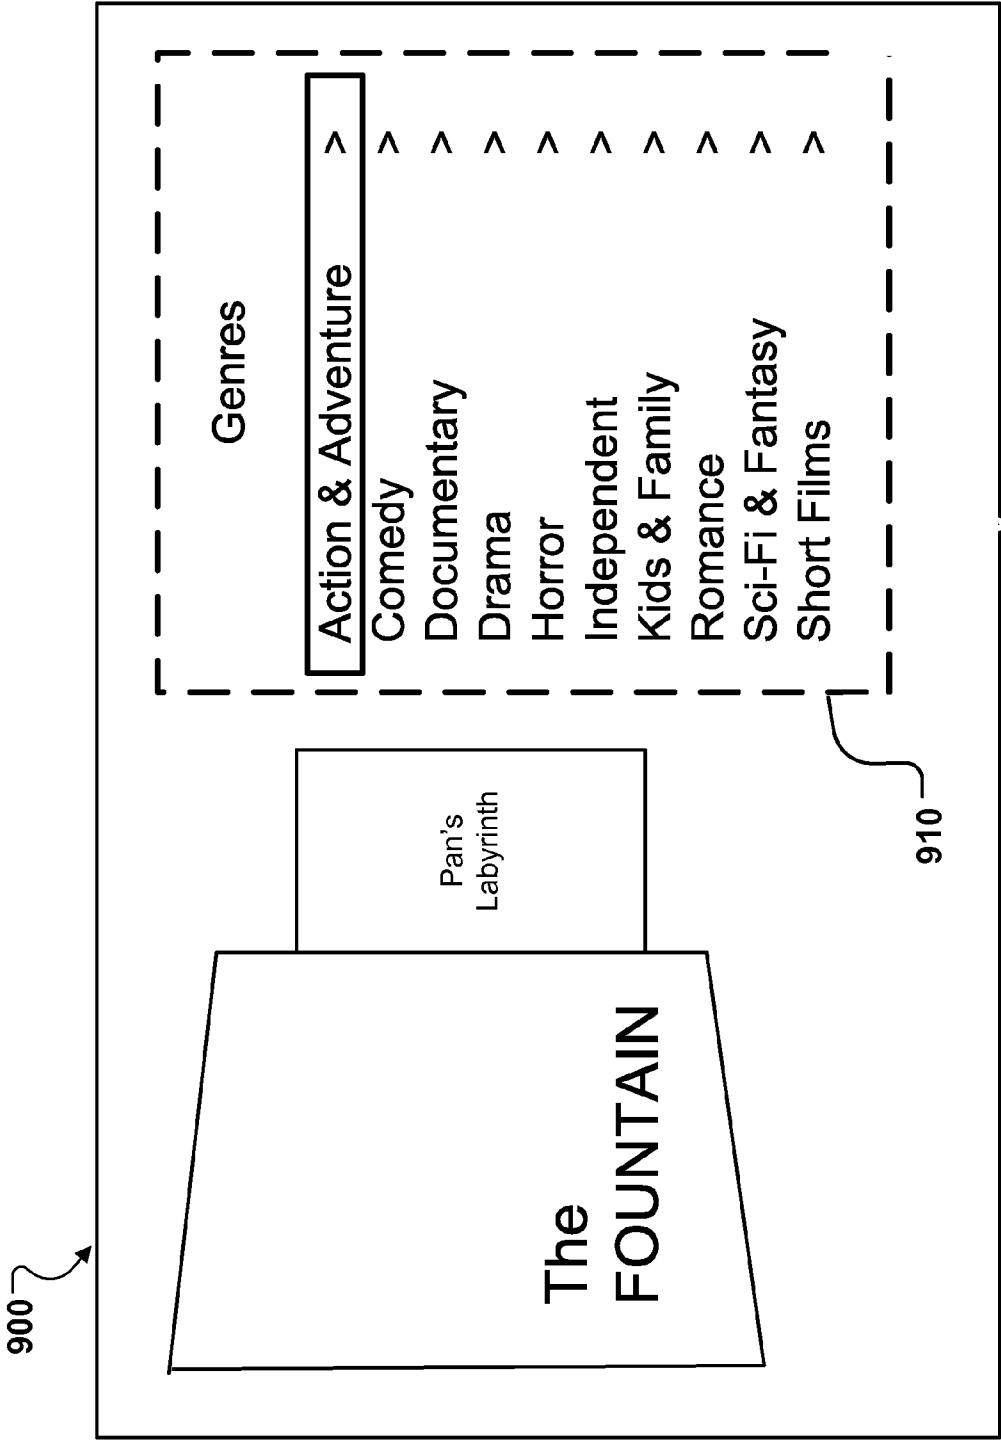 900
The
FOUNTAIN
Pan's
Labyrinth
Genres
Action & Adventure >
Comedy >
Documentary >
Drama >
Horror >
Independent >
Kids & Family >
Romance >
Sci-Fi & Fantasy >
Short Films >
910